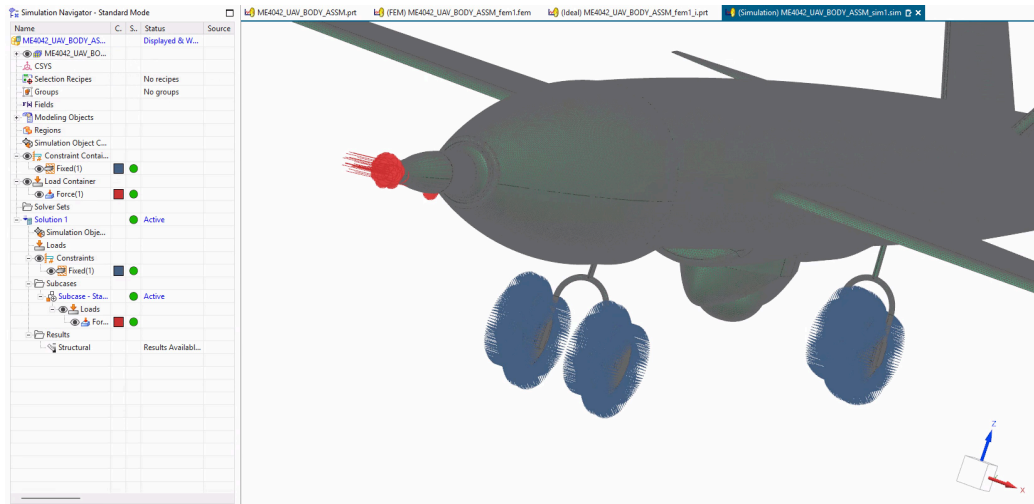 Simulation Navigator - Standard Mode
ME4042_UAV_BODY_ASSM.prt
(FEM) ME4042_UAV_BODY_ASSM_fem1.fem
(Ideal) ME4042_UAV_BODY_ASSM_fem1_i.prt
(Simulation) ME4042_UAV_BODY_ASSM_sim1.sim
Name C. S.. Status Source
ME4042_UAV_BODY_AS... Displayed & W...
ME4042_UAV_BO...
CSYS
Selection Recipes No recipes
Groups No groups
Fields
Modeling Objects
Regions
Simulation Object C...
Constraint Contai...
Fixed(1)
Load Container
Force(1)
Solver Sets
Solution 1 Active
Simulation Obje...
Loads
Constraints
Fixed(1)
Subcases
Subcase - Sta... Active
Loads
For...
Results
Structural Results Availabl...
Z
X